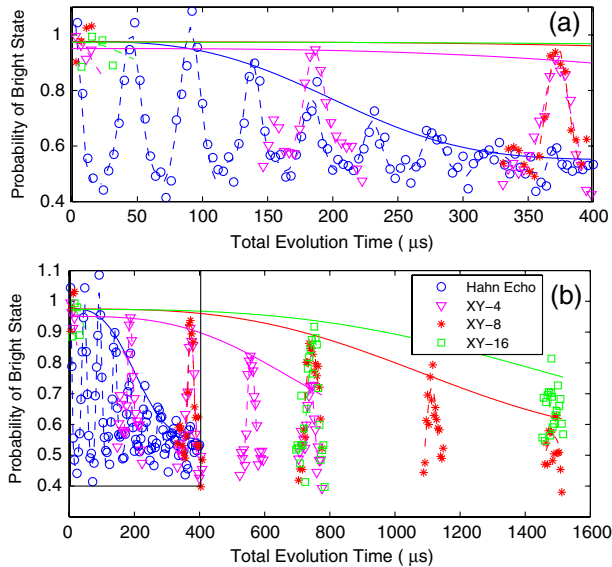 (a)
Probability of Bright State
1
0.8
0.6
0.4
0 50 100 150 200 250 300 350 400
Total Evolution Time ( μs)
(b)
Probability of Bright State
1.1
1
0.9
0.8
0.7
0.6
0.5
0.4
Hahn Echo
XY−4
XY−8
XY−16
0 200 400 600 800 1000 1200 1400 1600
Total Evolution Time ( μs)